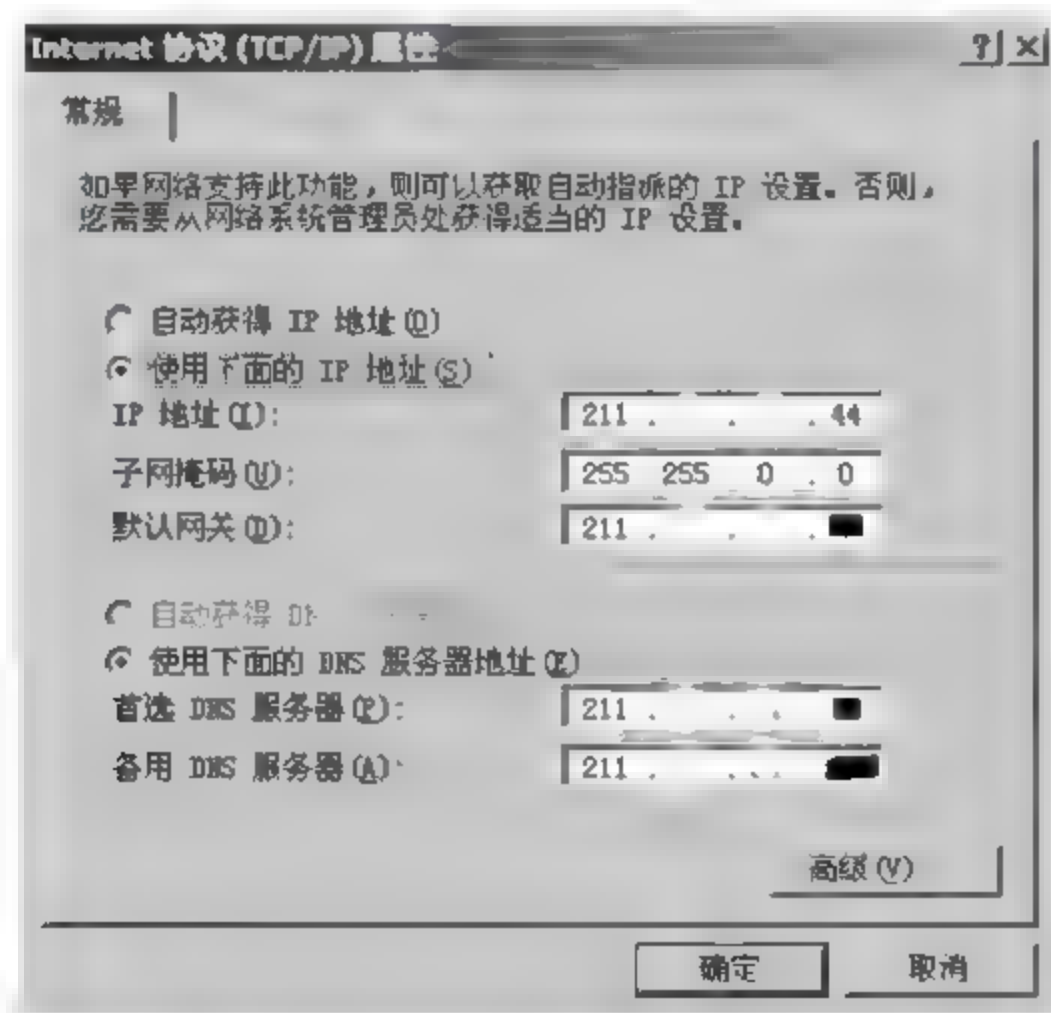 Internet 协议 (TCP/IP) 属性
? ×
常规
如果网络支持此功能，则可以获取自动指派的 IP 设置。否则，
您需要从网络系统管理员处获得适当的 IP 设置。
自动获得 IP 地址(O)
使用下面的 IP 地址(S)
IP 地址(I): 211 . . . 44
子网掩码(U): 255 255 0 . 0
默认网关(D): 211 . . .
自动获得
使用下面的 DNS 服务器地址(E)
首选 DNS 服务器(P): 211 . . .
备用 DNS 服务器(A) 211 . . .
高级(V)
确定 取消